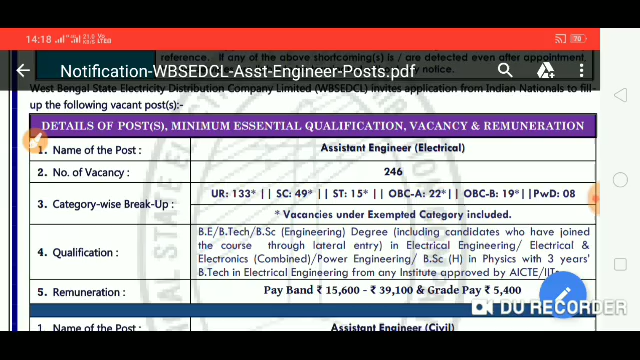 14:18
70
reference. If any of the above shortcoming(s) is / are detected even after appointment,
Notification-WBSEDCL-Asst-Engineer-Posts.pdf
ny notice.
West Bengal State Electricity Distribution Company Limited (WBSEDCL) invites application from Indian Nationals to fill-
up the following vacant post(s):-
DETAILS OF POST(S), MINIMUM ESSENTIAL QUALIFICATION, VACANCY & REMUNERATION
1. Name of the Post : Assistant Engineer (Electrical)
2. No. of Vacancy : 246
3. Category-wise Break-Up : UR: 133* || SC: 49* || ST: 15* || OBC-A: 22* || OBC-B: 19* || PwD: 08
* Vacancies under Exempted Category included.
4. Qualification : B.E/B.Tech/B.Sc (Engineering) Degree (including candidates who have joined
the course through lateral entry) in Electrical Engineering/ Electrical &
Electronics (Combined)/Power Engineering/ B.Sc (H) in Physics with 3 years'
B.Tech in Electrical Engineering from any Institute approved by AICTE/IITs
5. Remuneration : Pay Band ₹ 15,600 - ₹ 39,100 & Grade Pay ₹ 5,400
DU RECORDER
1. Name of the Post : Assistant Engineer (Civil)